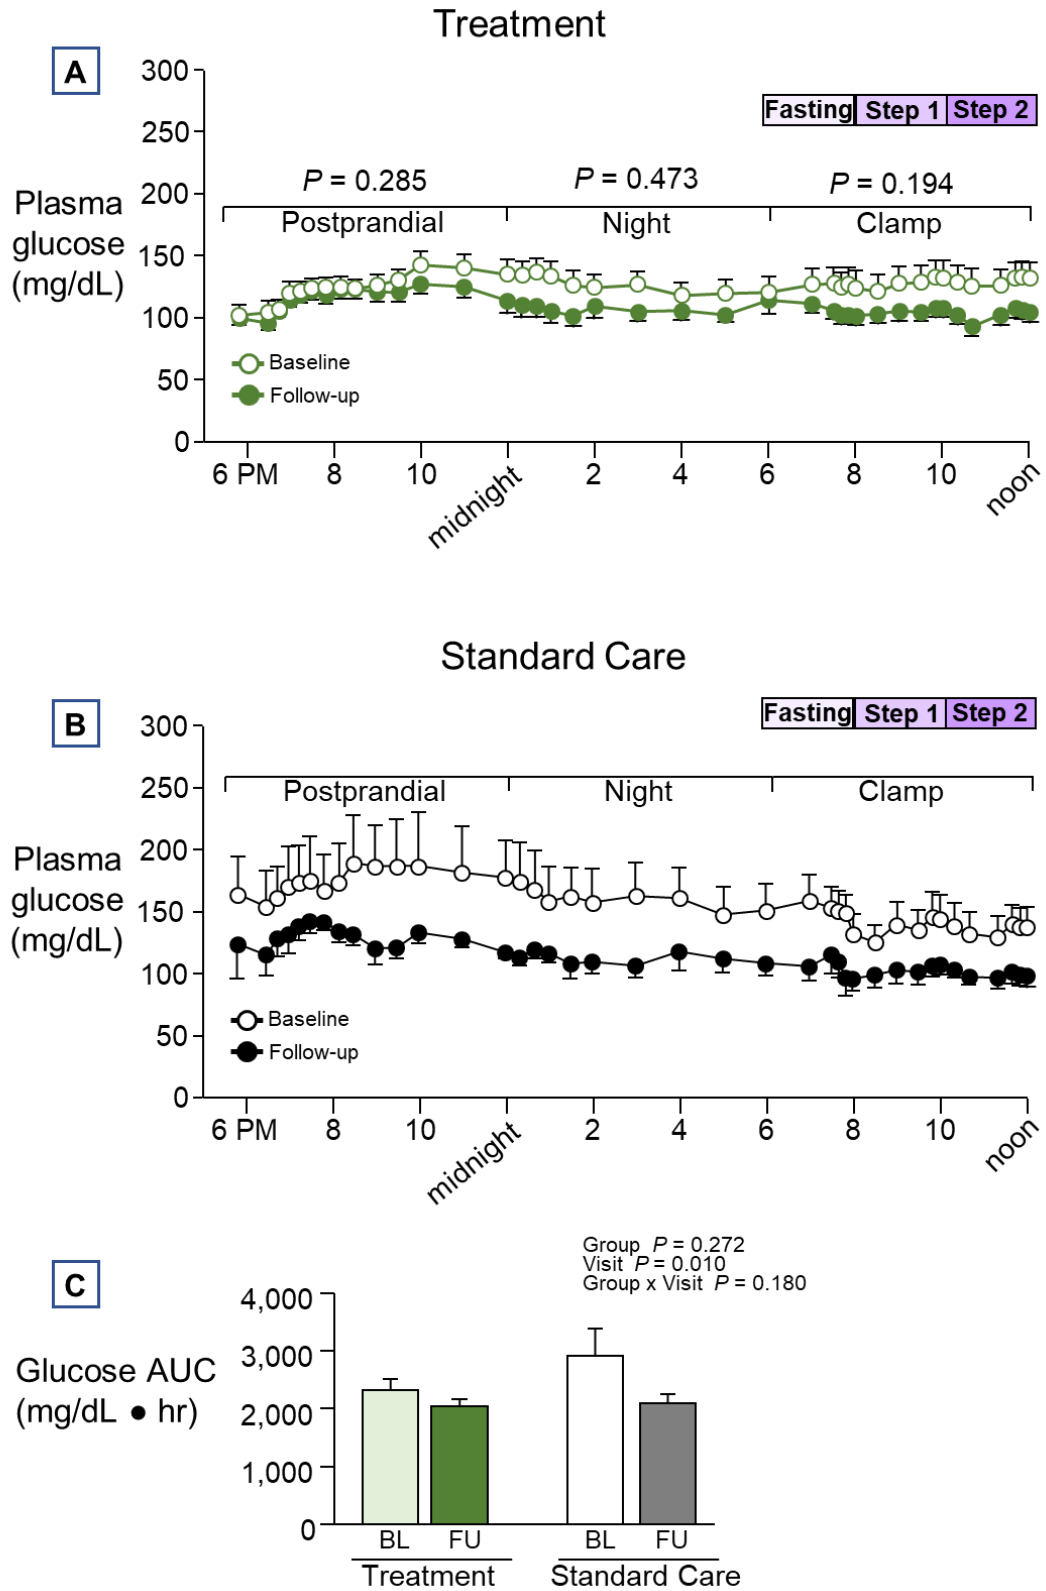 Treatment
A
300
250
200
150
100
50
0
Plasma
glucose
(mg/dL)
Fasting Step 1 Step 2
P = 0.285 P = 0.473 P = 0.194
Postprandial Night Clamp
Baseline
Follow-up
6 PM 8 10 midnight 2 4 6 8 10 noon
Standard Care
B
300
250
200
150
100
50
0
Plasma
glucose
(mg/dL)
Fasting Step 1 Step 2
Postprandial Night Clamp
Baseline
Follow-up
6 PM 8 10 midnight 2 4 6 8 10 noon
C
Group P = 0.272
Visit P = 0.010
Group x Visit P = 0.180
4,000
3,000
2,000
1,000
0
Glucose AUC
(mg/dL ● hr)
BL FU BL FU
Treatment Standard Care